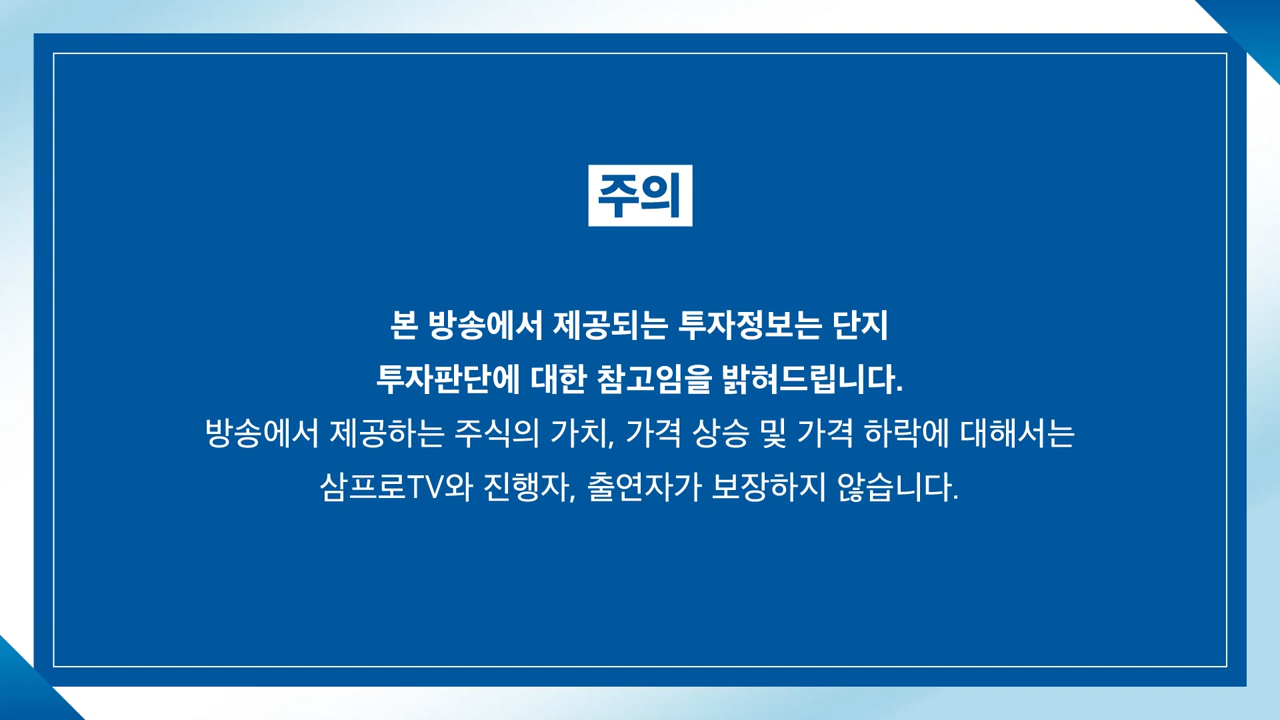 주의
본 방송에서 제공되는 투자정보는 단지
투자판단에 대한 참고임을 밝혀드립니다.
방송에서 제공하는 주식의 가치, 가격 상승 및 가격 하락에 대해서는
삼프로TV와 진행자, 출연자가 보장하지 않습니다.